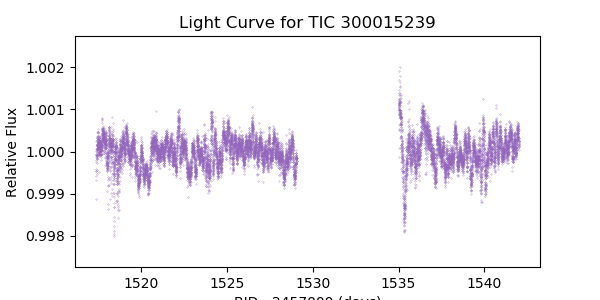 Light Curve for TIC 300015239
Relative Flux
1.002
1.001
1.000
0.999
0.998
1520 1525 1530 1535 1540
BJD - 2457000 (days)